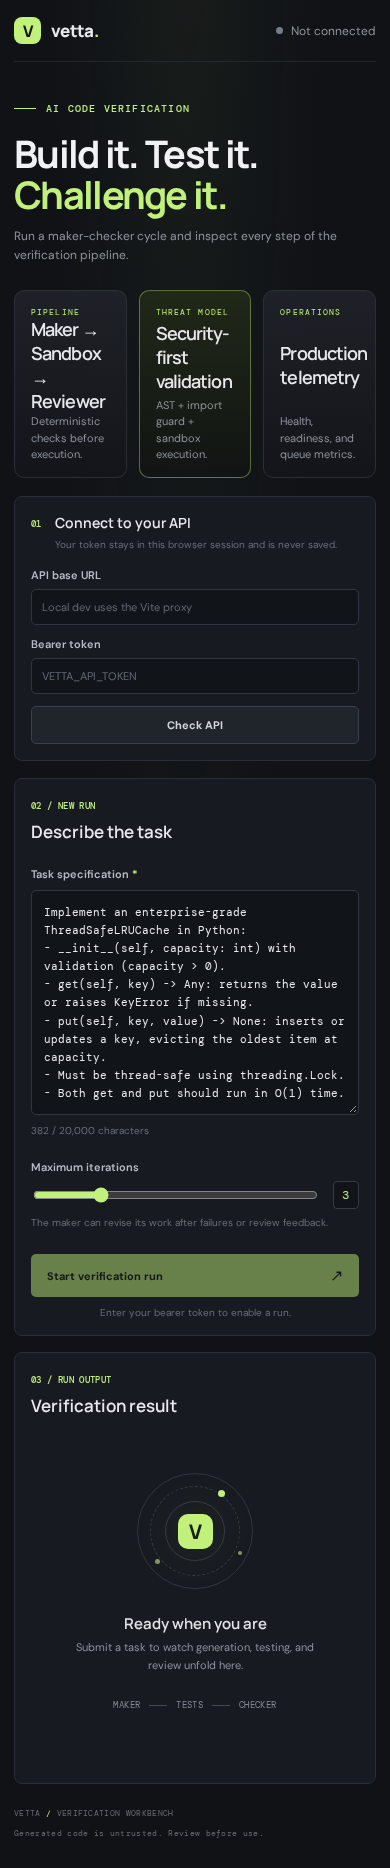 V vetta.
Not connected
AI CODE VERIFICATION
Build it. Test it.
Challenge it.
Run a maker-checker cycle and inspect every step of the
verification pipeline.
PIPELINE
Maker →
Sandbox
→
Reviewer
Deterministic
checks before
execution.
THREAT MODEL
Security-
first
validation
AST + import
guard +
sandbox
execution.
OPERATIONS
Production
telemetry
Health,
readiness, and
queue metrics.
01 Connect to your API
Your token stays in this browser session and is never saved.
API base URL
Local dev uses the Vite proxy
Bearer token
VETTA_API_TOKEN
Check API
02 / NEW RUN
Describe the task
Task specification *
Implement an enterprise-grade
ThreadSafeLRUCache in Python:
- __init__(self, capacity: int) with
validation (capacity > 0).
- get(self, key) -> Any: returns the value
or raises KeyError if missing.
- put(self, key, value) -> None: inserts or
updates a key, evicting the oldest item at
capacity.
- Must be thread-safe using threading.Lock.
- Both get and put should run in O(1) time.
382 / 20,000 characters
Maximum iterations
3
The maker can revise its work after failures or review feedback.
Start verification run ↗
Enter your bearer token to enable a run.
03 / RUN OUTPUT
Verification result
V
Ready when you are
Submit a task to watch generation, testing, and
review unfold here.
MAKER — TESTS — CHECKER
VETTA / VERIFICATION WORKBENCH
Generated code is untrusted. Review before use.